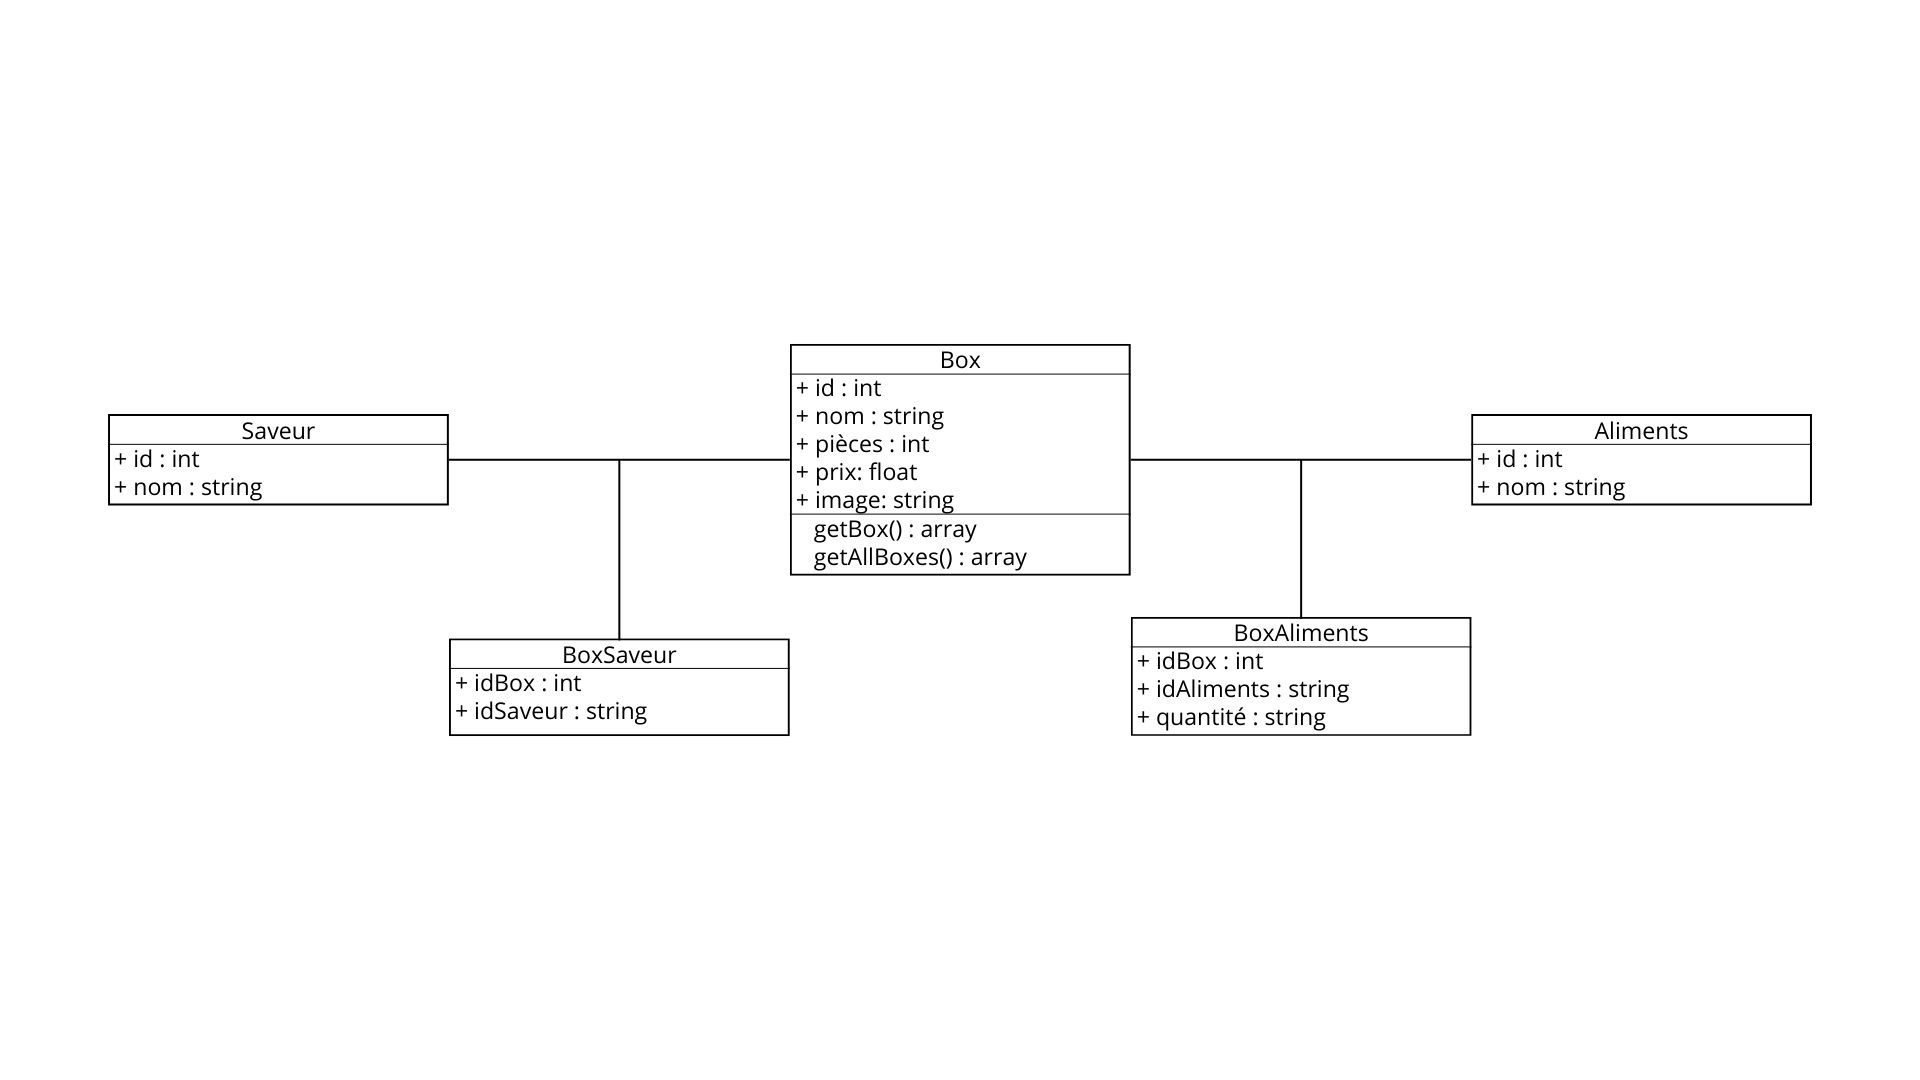 Saveur
+ id : int
+ nom : string
Box
+ id : int
+ nom : string
+ pièces : int
+ prix: float
+ image: string
getBox() : array
getAllBoxes() : array
Aliments
+ id : int
+ nom : string
BoxSaveur
+ idBox : int
+ idSaveur : string
BoxAliments
+ idBox : int
+ idAliments : string
+ quantité : string